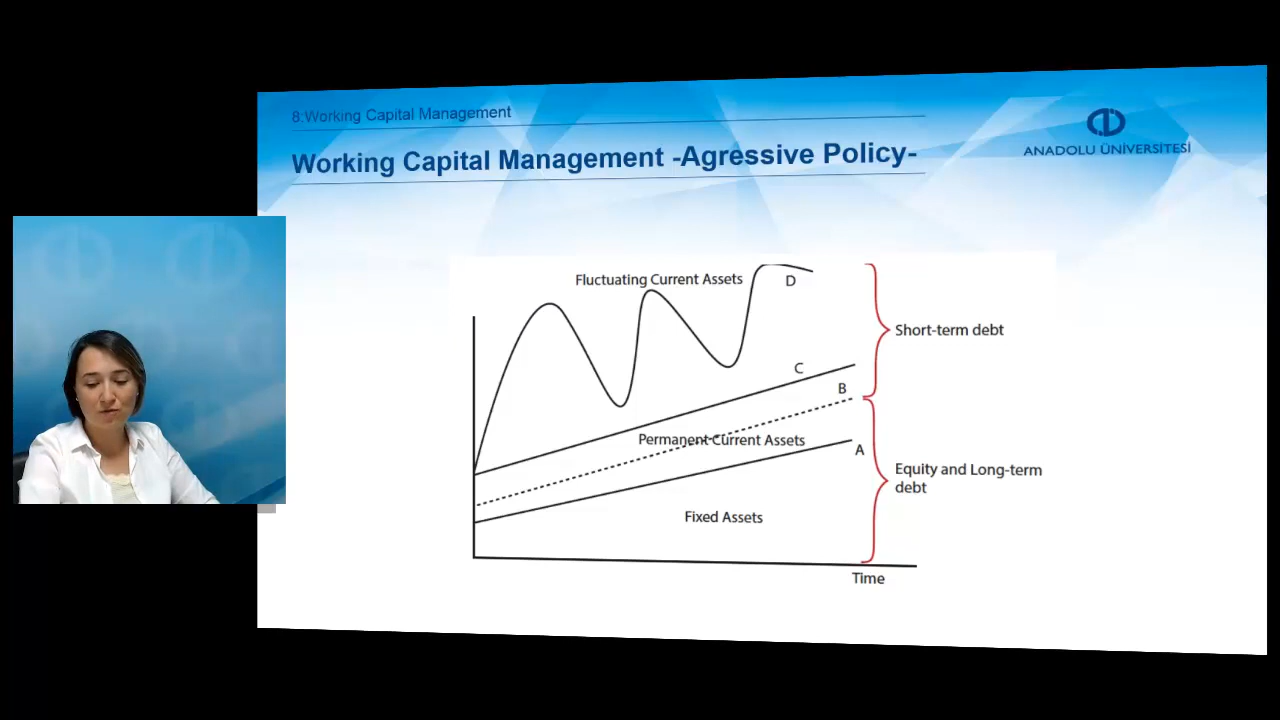 8:Working Capital Management
Working Capital Management -Agressive Policy-
ANADOLU ÜNİVERSİTESİ
Fluctuating Current Assets
D
Short-term debt
C
B
Permanent Current Assets
A
Equity and Long-term
debt
Fixed Assets
Time